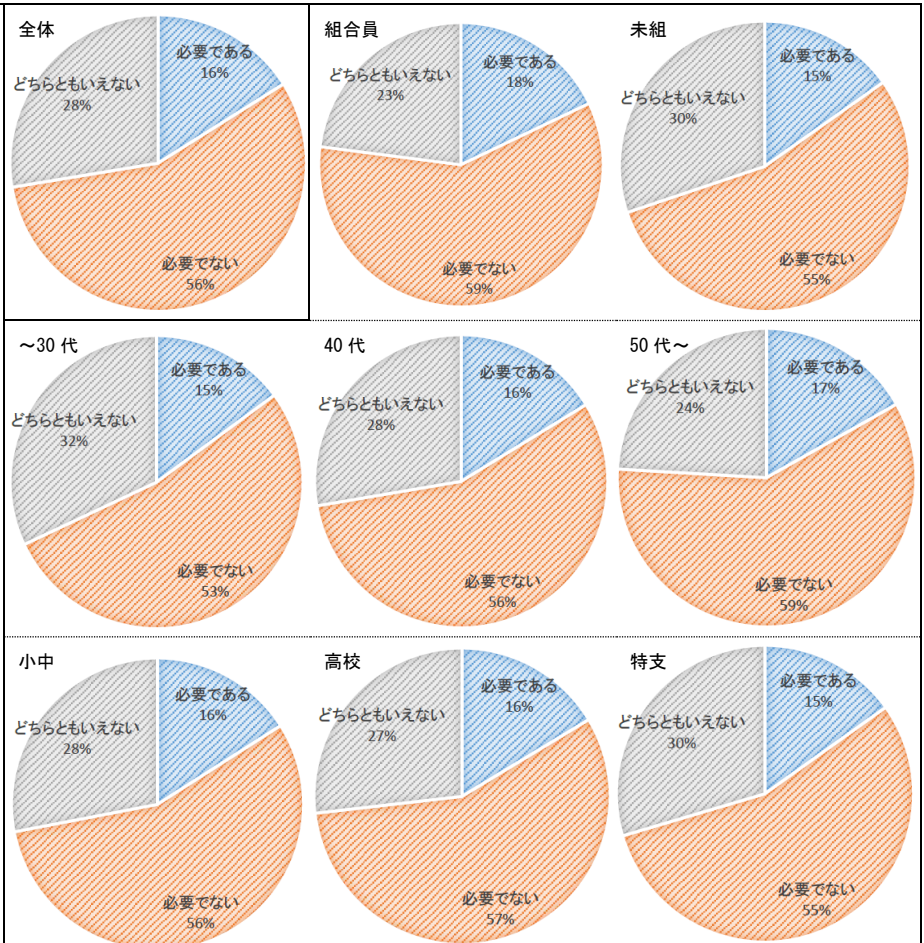 全体
必要である
16%
どちらともいえない
28%
必要でない
56%
組合員
必要である
18%
どちらともいえない
23%
必要でない
59%
未組
必要である
15%
どちらともいえない
30%
必要でない
55%
～30 代
必要である
15%
どちらともいえない
32%
必要でない
53%
40 代
必要である
16%
どちらともいえない
28%
必要でない
56%
50 代～
必要である
17%
どちらともいえない
24%
必要でない
59%
小中
必要である
16%
どちらともいえない
28%
必要でない
56%
高校
必要である
16%
どちらともいえない
27%
必要でない
57%
特支
必要である
15%
どちらともいえない
30%
必要でない
55%